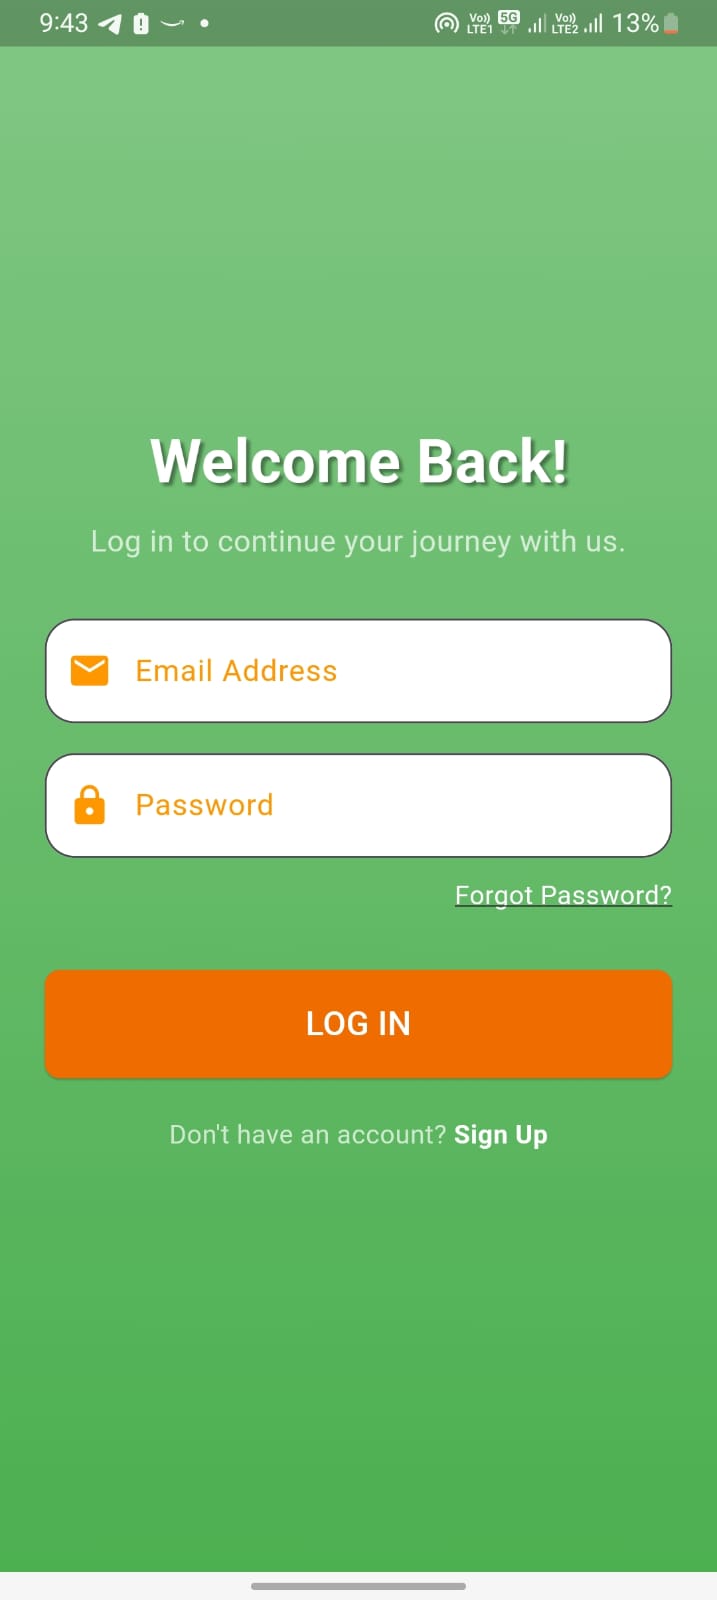 9:43 Vo)) LTE1 5G Vo)) LTE2 13%
Welcome Back!
Log in to continue your journey with us.
Email Address
Password
Forgot Password?
LOG IN
Don't have an account? Sign Up